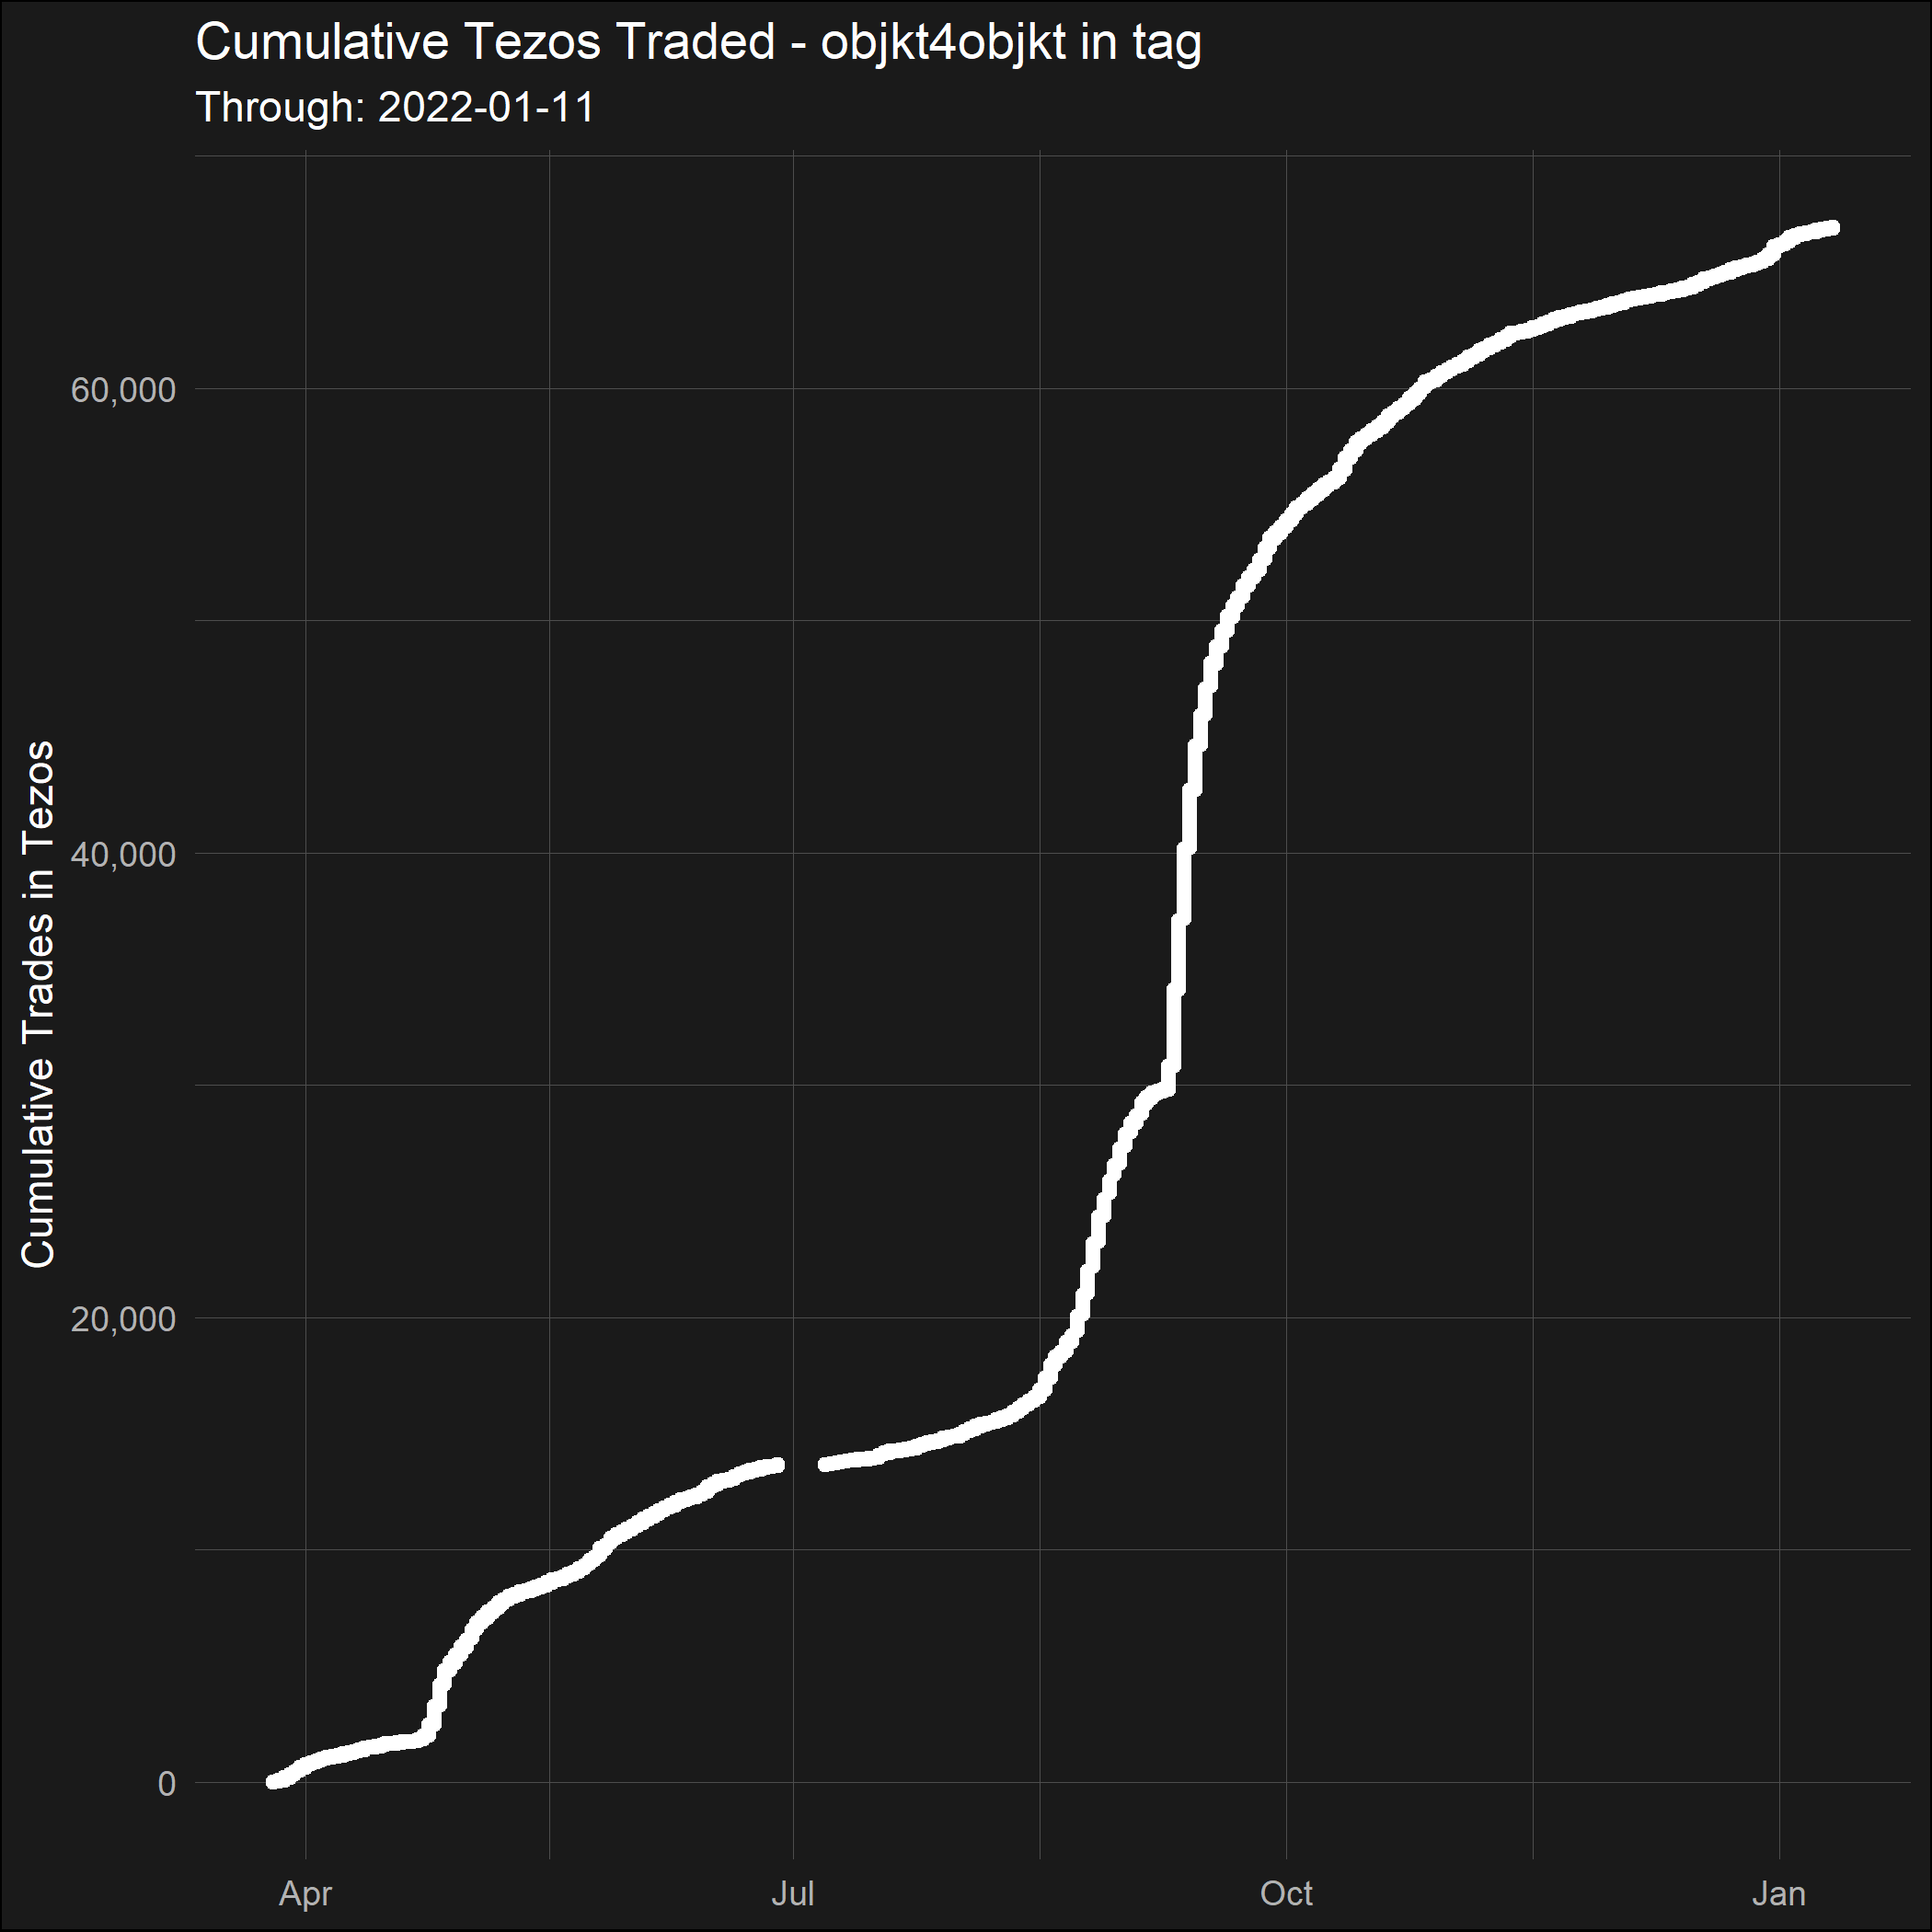 Cumulative Tezos Traded - objkt4objkt in tag
Through: 2022-01-11
Cumulative Trades in Tezos
60,000
40,000
20,000
0
Apr
Jul
Oct
Jan